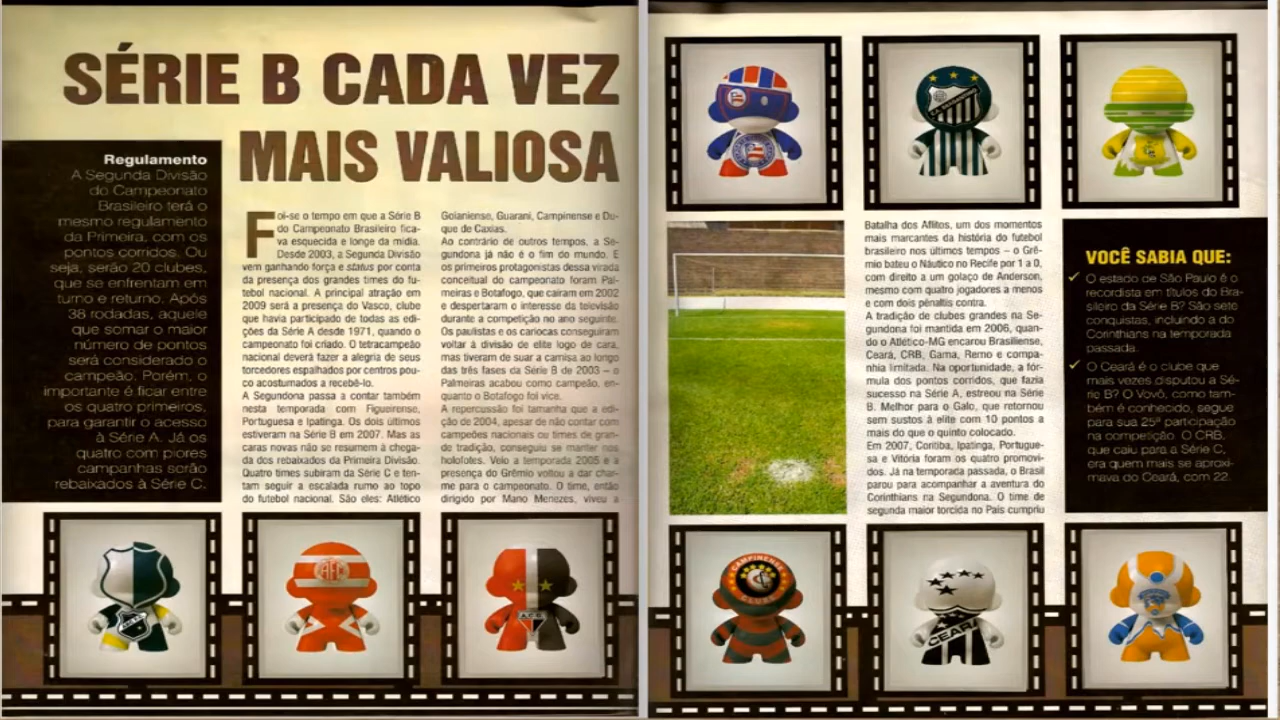 SÉRIE B CADA VEZ
MAIS VALIOSA
Regulamento
A Segunda Divisão
do Campeonato
Brasileiro terá o
mesmo regulamento
da Primeira, com os
pontos corridos. Ou
seja, serão 20 clubes,
que se enfrentam em
turno e returno. Após
38 rodadas, aquele
que somar o maior
número de pontos
será considerado o
campeão. Porém, o
importante é ficar entre
os quatro primeiros,
para garantir o acesso
à Série A. Já os
quatro com piores
campanhas serão
rebaixados à Série C.
Foi-se o tempo em que a Série B
do Campeonato Brasileiro fica-
va esquecida e longe da mídia.
Desde 2003, a Segunda Divisão
vem ganhando força e status por conta
da presença dos grandes times do fu-
tebol nacional. A principal atração em
2009 será a presença do Vasco, clube
que havia participado de todas as edi-
ções da Série A desde 1971, quando o
campeonato foi criado. O tetracampeão
nacional deverá fazer a alegria de seus
torcedores espalhados por centros pou-
co acostumados a recebê-lo.
A Segundona passa a contar também
nesta temporada com Figueirense,
Portuguesa e Ipatinga. Os dois últimos
estiveram na Série B em 2007. Mas as
caras novas não se resumem à chega-
da dos rebaixados da Primeira Divisão.
Quatro times subiram da Série C e ten-
tam seguir a escalada rumo ao topo
do futebol nacional. São eles: Atlético
Goianiense, Guarani, Campinense e Du-
que de Caxias.
Ao contrário de outros tempos, a Se-
gundona já não é o fim do mundo. E
os primeiros protagonistas dessa virada
conceitual do campeonato foram Pal-
meiras e Botafogo, que caíram em 2002
e despertaram o interesse da televisão
durante a competição no ano seguinte.
Os paulistas e os cariocas conseguiram
voltar à divisão de elite logo de cara,
mas tiveram de suar a camisa ao longo
das três fases da Série B de 2003 – o
Palmeiras acabou como campeão, en-
quanto o Botafogo foi vice.
A repercussão foi tamanha que a edi-
ção de 2004, apesar de não contar com
campeões nacionais ou times de gran-
de tradição, conseguiu se manter nos
holofotes. Veio a temporada 2005 e a
presença do Grêmio voltou a dar char-
me para o campeonato. O time, então
dirigido por Mano Menezes, viveu a
Batalha dos Aflitos, um dos momentos
mais marcantes da história do futebol
brasileiro nos últimos tempos – o Grê-
mio bateu o Náutico no Recife por 1 a 0,
com direito a um golaço de Anderson,
mesmo com quatro jogadores a menos
e com dois pênaltis contra.
A tradição de clubes grandes na Se-
gundona foi mantida em 2006, quan-
do o Atlético-MG encarou Brasiliense,
Ceará, CRB, Gama, Remo e compa-
nhia limitada. Na oportunidade, a fór-
mula dos pontos corridos, que fazia
sucesso na Série A, estreou na Série
B. Melhor para o Galo, que retornou
sem sustos à elite com 10 pontos a
mais do que o quinto colocado.
Em 2007, Coritiba, Ipatinga, Portugue-
sa e Vitória foram os quatro promovi-
dos. Já na temporada passada, o Brasil
parou para acompanhar a aventura do
Corinthians na Segundona. O time de
segunda maior torcida no País cumpriu
VOCÊ SABIA QUE:
O estado de São Paulo é o
recordista em títulos do Bra-
sileiro da Série B? São sete
conquistas, incluindo a do
Corinthians na temporada
passada.
O Ceará é o clube que
mais vezes disputou a Sé-
rie B? O Vovô, como tam-
bém é conhecido, segue
para sua 25ª participação
na competição. O CRB,
que caiu para a Série C,
era quem mais se aproxi-
mava do Ceará, com 22.
AFC
CAMPINENSE
CLUBE
CEARÁ